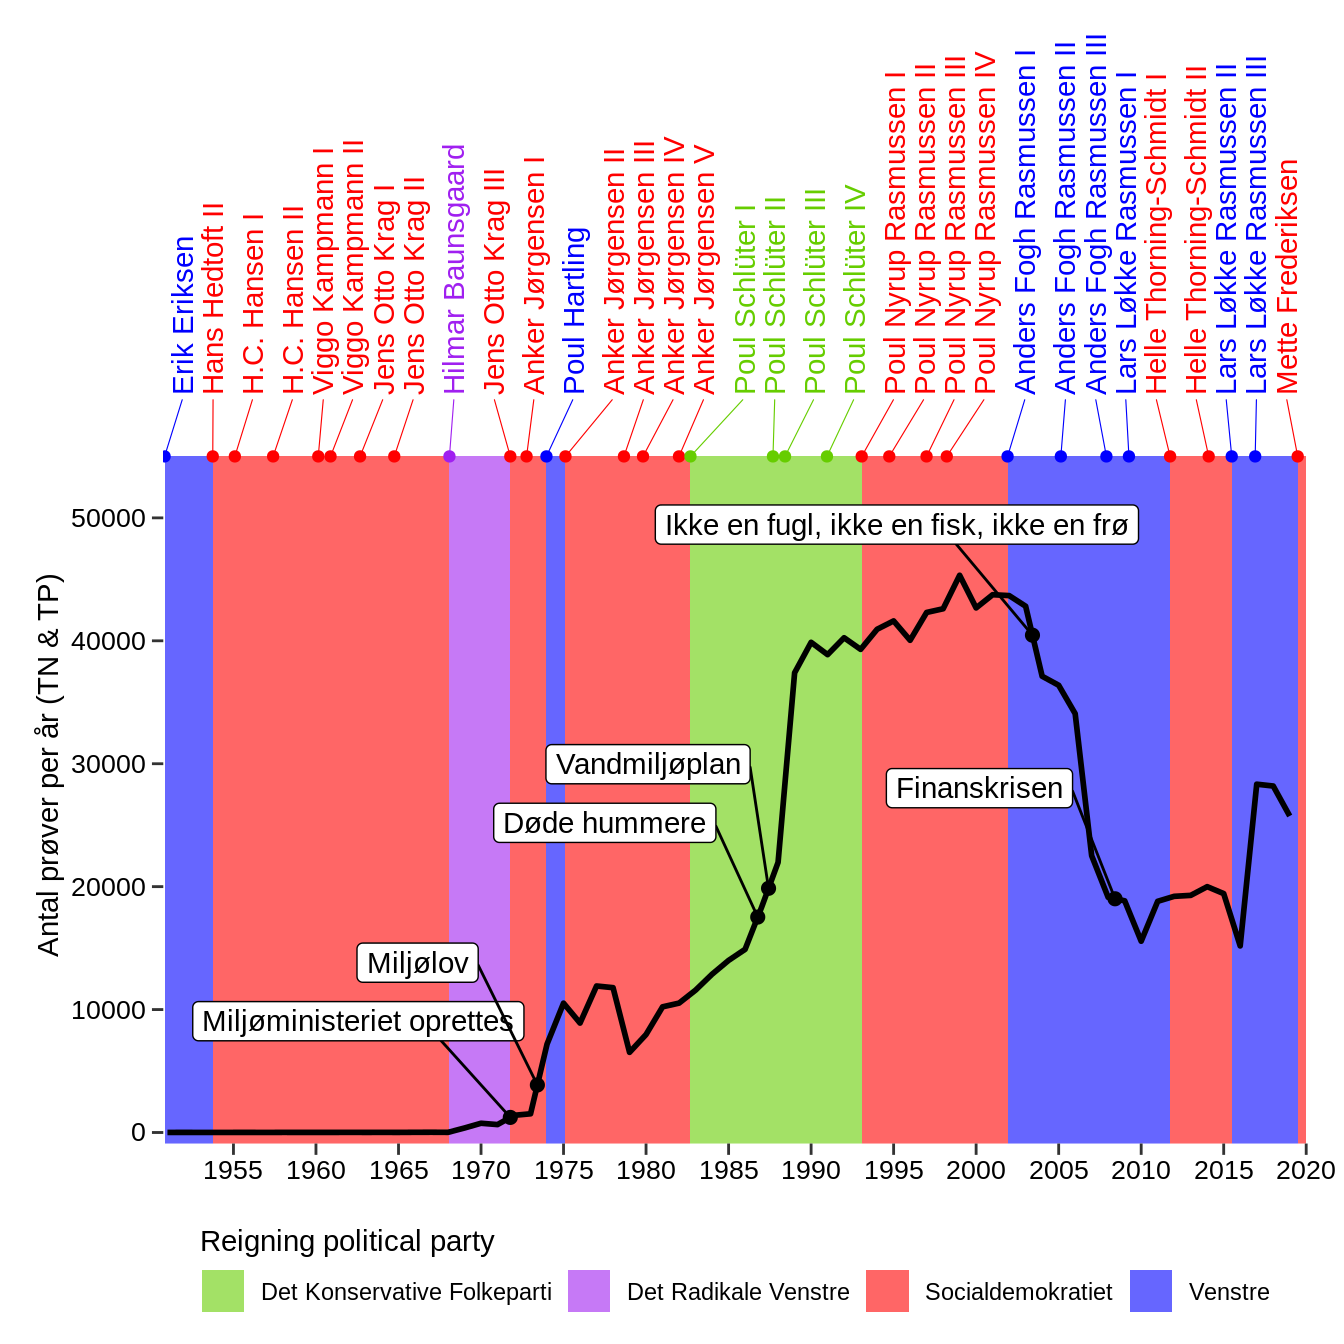 Erik Eriksen
Hans Hedtoft II
H.C. Hansen I
H.C. Hansen II
Viggo Kampmann I
Viggo Kampmann II
Jens Otto Krag I
Jens Otto Krag II
Hilmar Baunsgaard
Jens Otto Krag III
Anker Jørgensen I
Poul Hartling
Anker Jørgensen II
Anker Jørgensen III
Anker Jørgensen IV
Anker Jørgensen V
Poul Schlüter I
Poul Schlüter II
Poul Schlüter III
Poul Schlüter IV
Poul Nyrup Rasmussen I
Poul Nyrup Rasmussen II
Poul Nyrup Rasmussen III
Poul Nyrup Rasmussen IV
Anders Fogh Rasmussen I
Anders Fogh Rasmussen II
Anders Fogh Rasmussen III
Lars Løkke Rasmussen I
Helle Thorning-Schmidt I
Helle Thorning-Schmidt II
Lars Løkke Rasmussen II
Lars Løkke Rasmussen III
Mette Frederiksen
Antal prøver per år (TN & TP)
50000
40000
30000
20000
10000
0
Ikke en fugl, ikke en fisk, ikke en frø
Vandmiljøplan
Finanskrisen
Døde hummere
Miljølov
Miljøministeriet oprettes
1955 1960 1965 1970 1975 1980 1985 1990 1995 2000 2005 2010 2015 2020
Reigning political party
Det Konservative Folkeparti Det Radikale Venstre Socialdemokratiet Venstre